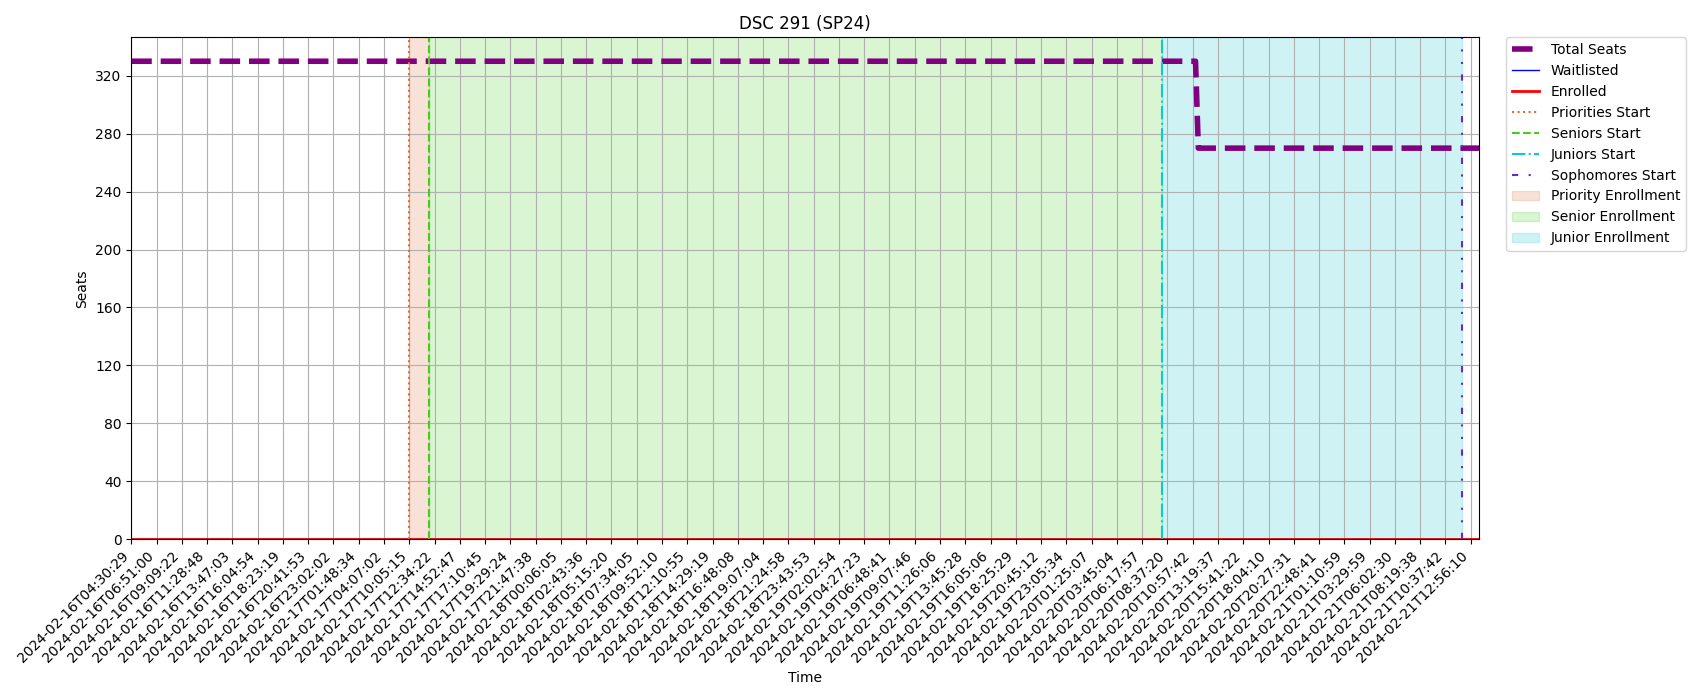 DSC 291 (SP24)
320
280
240
200
160
120
80
40
0
Seats
2024-02-16T04:30:29
2024-02-16T06:51:00
2024-02-16T09:09:22
2024-02-16T11:28:48
2024-02-16T13:47:03
2024-02-16T16:04:54
2024-02-16T18:23:19
2024-02-16T20:41:53
2024-02-16T23:02:02
2024-02-17T01:48:34
2024-02-17T04:07:02
2024-02-17T10:05:15
2024-02-17T12:34:22
2024-02-17T14:52:47
2024-02-17T17:10:45
2024-02-17T19:29:24
2024-02-17T21:47:38
2024-02-18T00:06:05
2024-02-18T02:43:36
2024-02-18T05:15:20
2024-02-18T07:34:05
2024-02-18T09:52:10
2024-02-18T12:10:55
2024-02-18T14:29:19
2024-02-18T16:48:08
2024-02-18T19:07:04
2024-02-18T21:24:58
2024-02-18T23:43:53
2024-02-19T02:02:54
2024-02-19T04:27:23
2024-02-19T06:48:41
2024-02-19T09:07:46
2024-02-19T11:26:06
2024-02-19T13:45:28
2024-02-19T16:05:06
2024-02-19T18:25:29
2024-02-19T20:45:12
2024-02-19T23:05:34
2024-02-20T01:25:07
2024-02-20T03:45:04
2024-02-20T06:17:57
2024-02-20T08:37:20
2024-02-20T10:57:42
2024-02-20T13:19:37
2024-02-20T15:41:22
2024-02-20T18:04:10
2024-02-20T20:27:31
2024-02-20T22:48:41
2024-02-21T01:10:59
2024-02-21T03:29:59
2024-02-21T06:02:30
2024-02-21T08:19:38
2024-02-21T10:37:42
2024-02-21T12:56:10
Time
Total Seats
Waitlisted
Enrolled
Priorities Start
Seniors Start
Juniors Start
Sophomores Start
Priority Enrollment
Senior Enrollment
Junior Enrollment